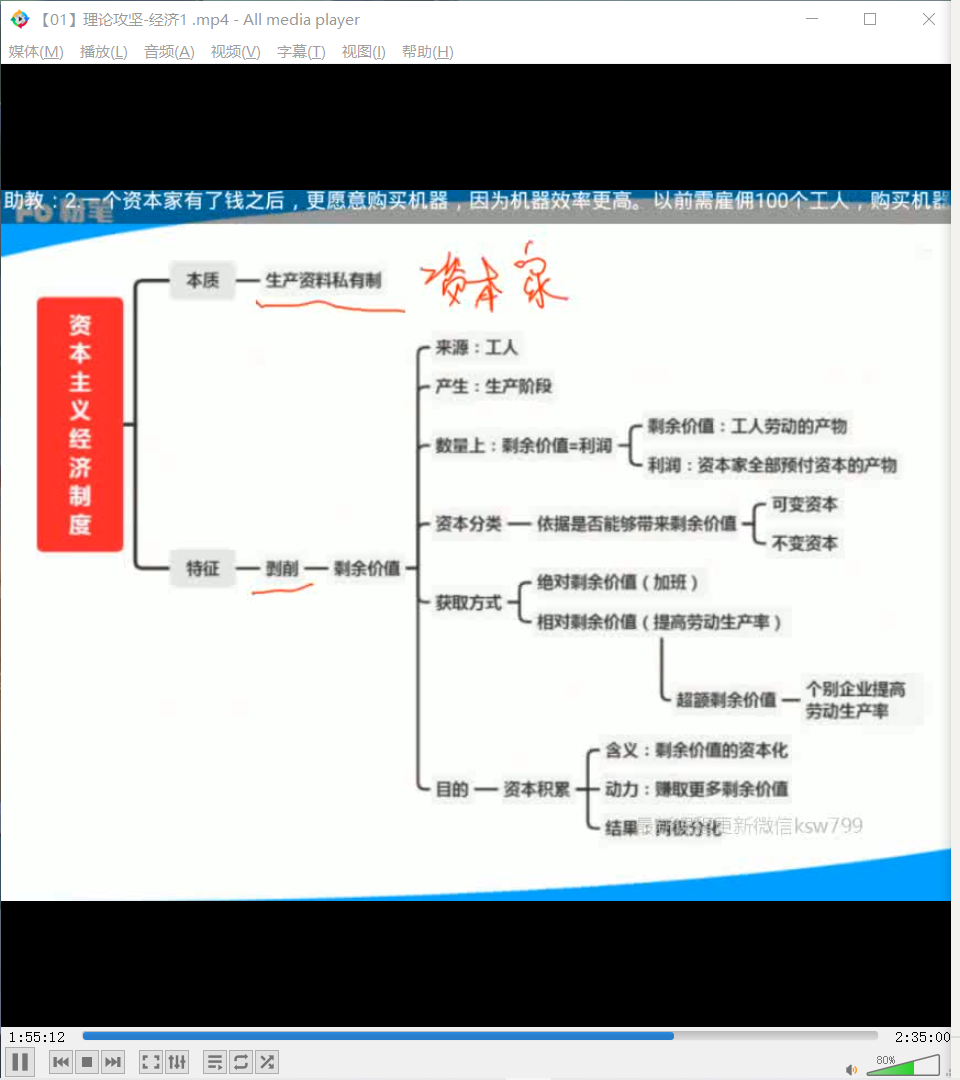 【01】理论攻坚-经济1 .mp4 - All media player
媒体(M) 播放(L) 音频(A) 视频(V) 字幕(T) 视图(I) 帮助(H)
助教：2.一个资本家有了钱之后，更愿意购买机器，因为机器效率更高。以前需雇佣100个工人，购买机器
粉笔
资本主义经济制度
本质
生产资料私有制
资本家
特征
剥削
剩余价值
来源：工人
产生：生产阶段
数量上：剩余价值=利润
剩余价值：工人劳动的产物
利润：资本家全部预付资本的产物
资本分类
依据是否能够带来剩余价值
可变资本
不变资本
获取方式
绝对剩余价值（加班）
相对剩余价值（提高劳动生产率）
超额剩余价值
个别企业提高
劳动生产率
目的
资本积累
含义：剩余价值的资本化
动力：赚取更多剩余价值
结果：两极分化
更新微信ksw799
1:55:12
2:35:00
80%